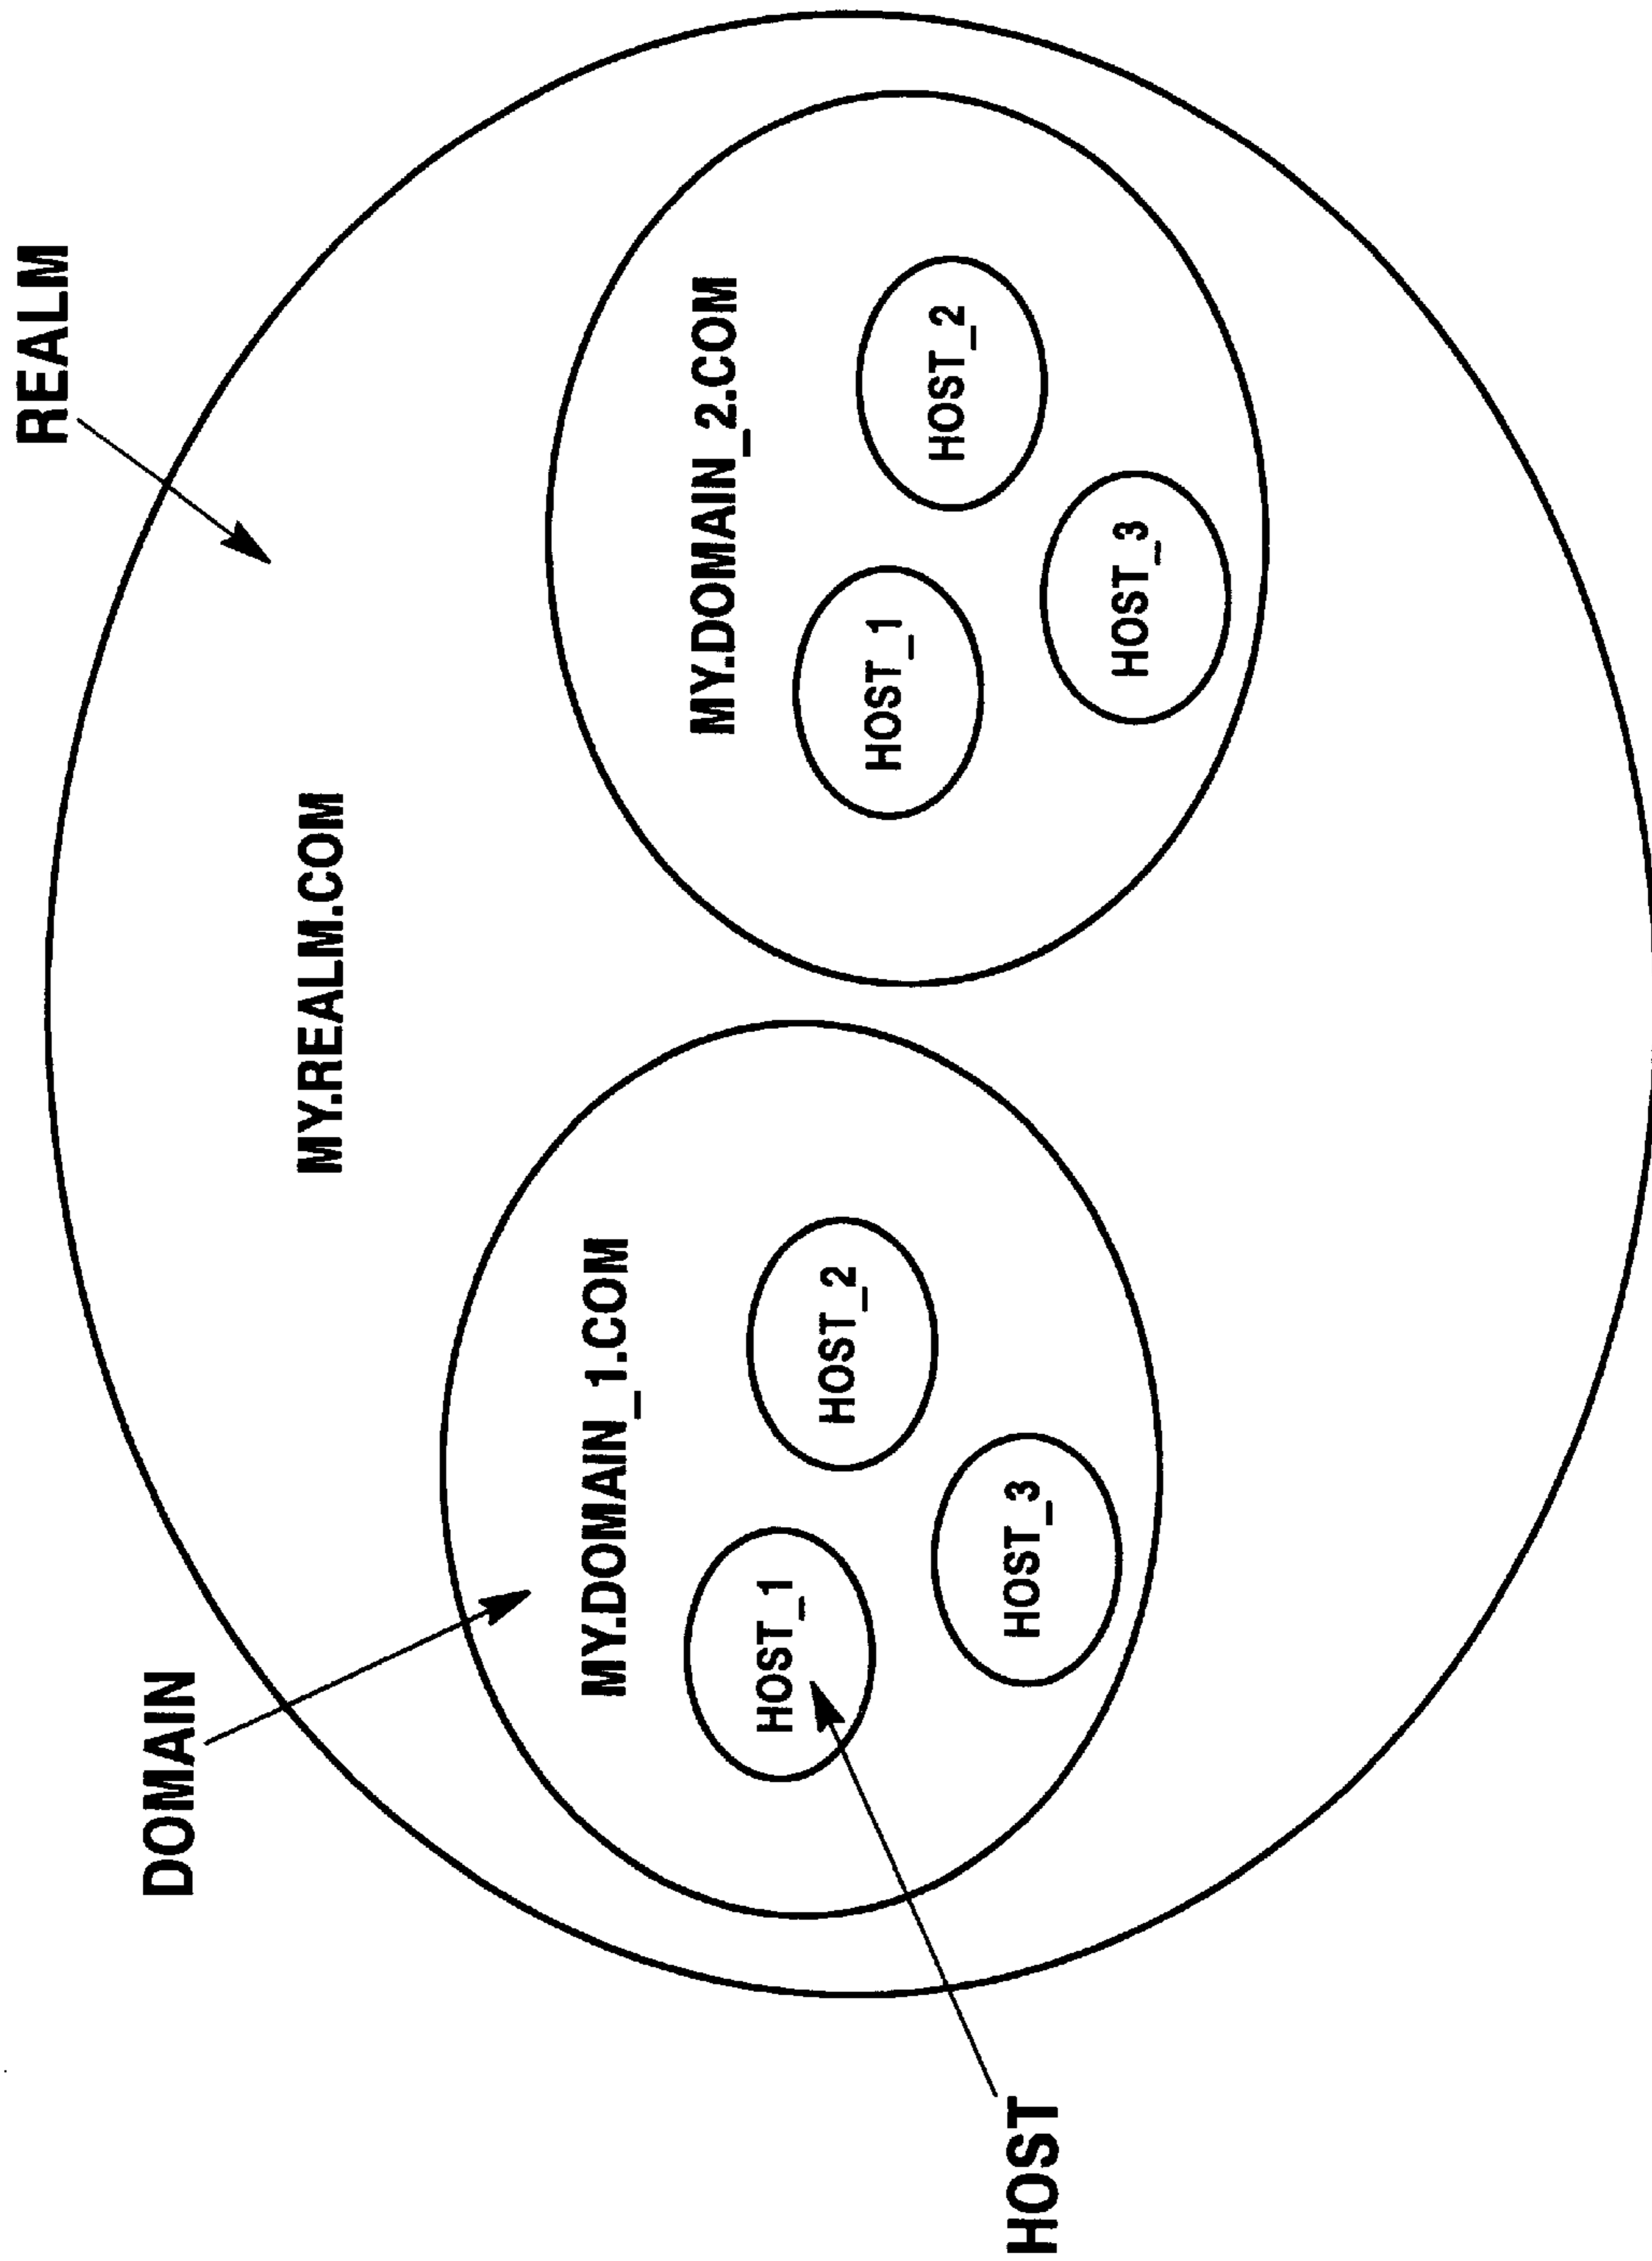 REALM
DOMAIN
MY.REALM.COM
MY.DOMAIN_1.COM
HOST_1
HOST_2
HOST_3
MY.DOMAIN_2.COM
HOST_1
HOST_2
HOST_3
HOST